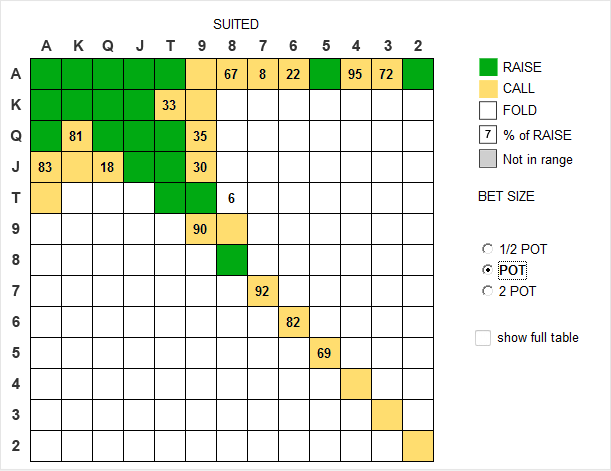 SUITED
A K Q J T 9 8 7 6 5 4 3 2
A 67 8 22 95 72
K 33
Q 81 35
J 83 18 30
T 6
9 90
8
7 92
6 82
5 69
4
3
2
RAISE
CALL
FOLD
7 % of RAISE
Not in range
BET SIZE
1/2 POT
POT
2 POT
show full table